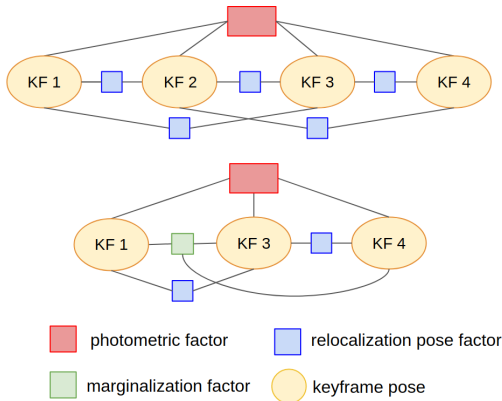 KF 1
KF 2
KF 3
KF 4
KF 1
KF 3
KF 4
photometric factor
relocalization pose factor
marginalization factor
keyframe pose